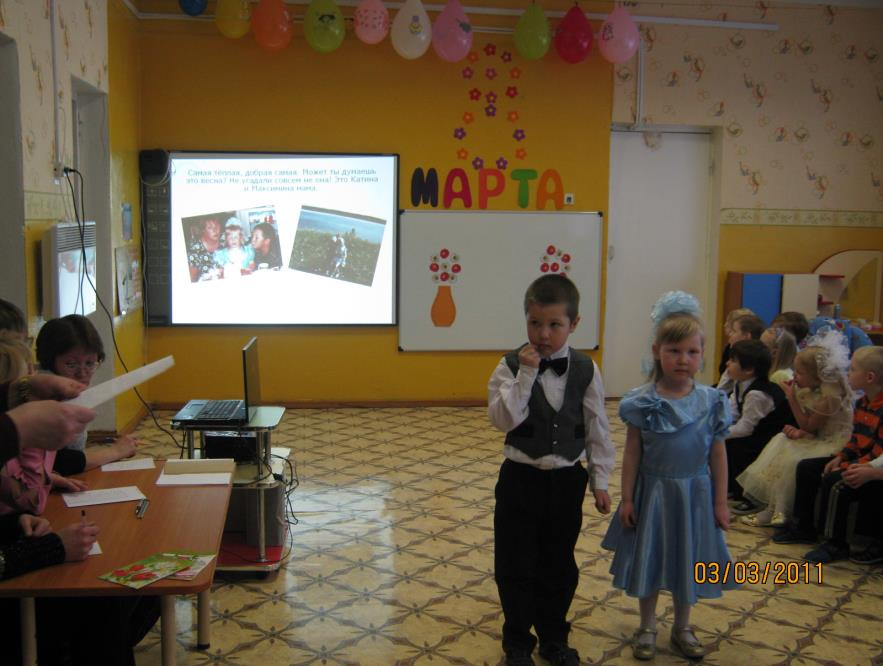 Самая тёплая, добрая самая. Может ты думаешь
это весна? Не угадали совсем не она! Это Катина
и Максимина мама.
МАРТА
03/03/2011